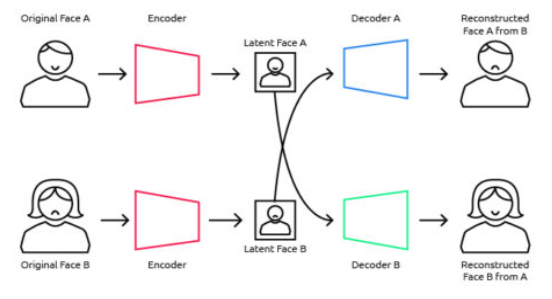 Original Face A
Encoder
Latent Face A
Decoder A
Reconstructed
Face A from B
Original Face B
Encoder
Latent Face B
Decoder B
Reconstructed
Face B from A